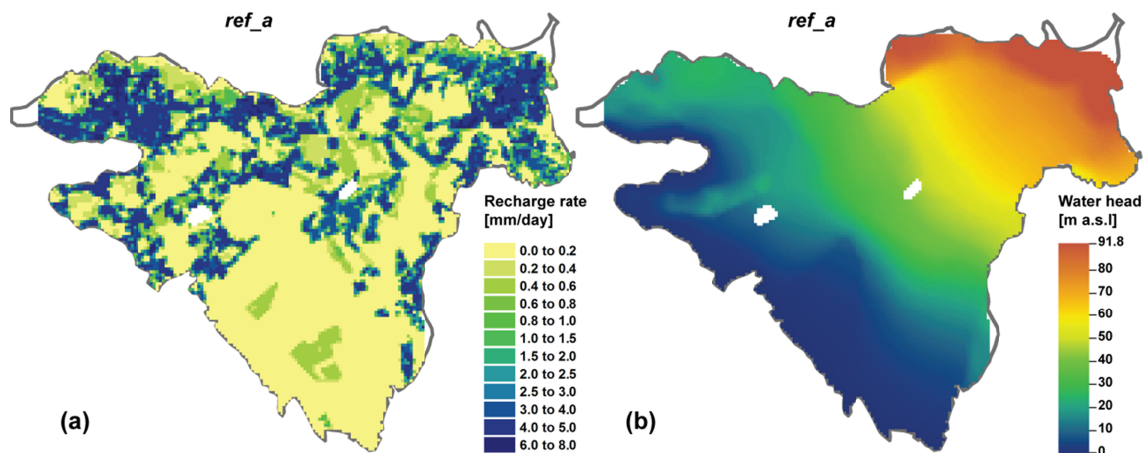 ref_a
Recharge rate
[mm/day]
0.0 to 0.2
0.2 to 0.4
0.4 to 0.6
0.6 to 0.8
0.8 to 1.0
1.0 to 1.5
1.5 to 2.0
2.0 to 2.5
2.5 to 3.0
3.0 to 4.0
4.0 to 5.0
6.0 to 8.0
(a)
ref_a
Water head
[m a.s.l]
91.8
80
70
60
50
40
30
20
10
0
(b)